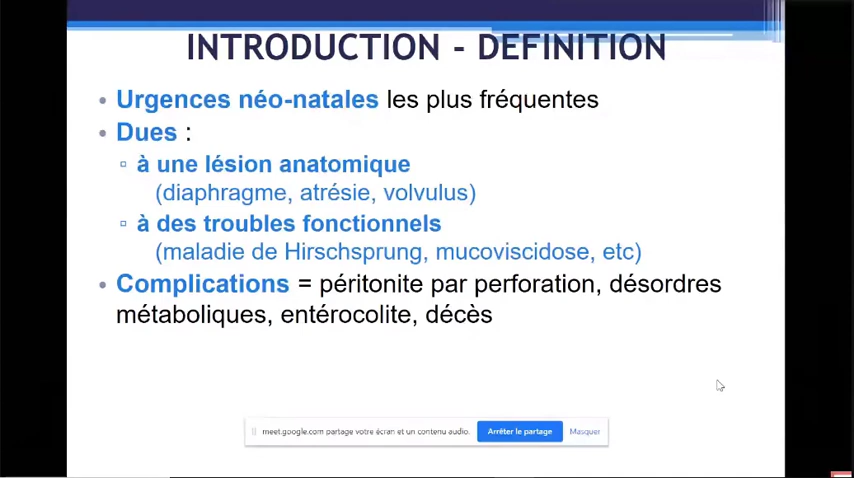 INTRODUCTION - DEFINITION
• Urgences néo-natales les plus fréquentes
• Dues :
▫ à une lésion anatomique
(diaphragme, atrésie, volvulus)
▫ à des troubles fonctionnels
(maladie de Hirschsprung, mucoviscidose, etc)
• Complications = péritonite par perforation, désordres
métaboliques, entérocolite, décès
meet.google.com partage votre écran et un contenu audio. Arrêter le partage Masquer